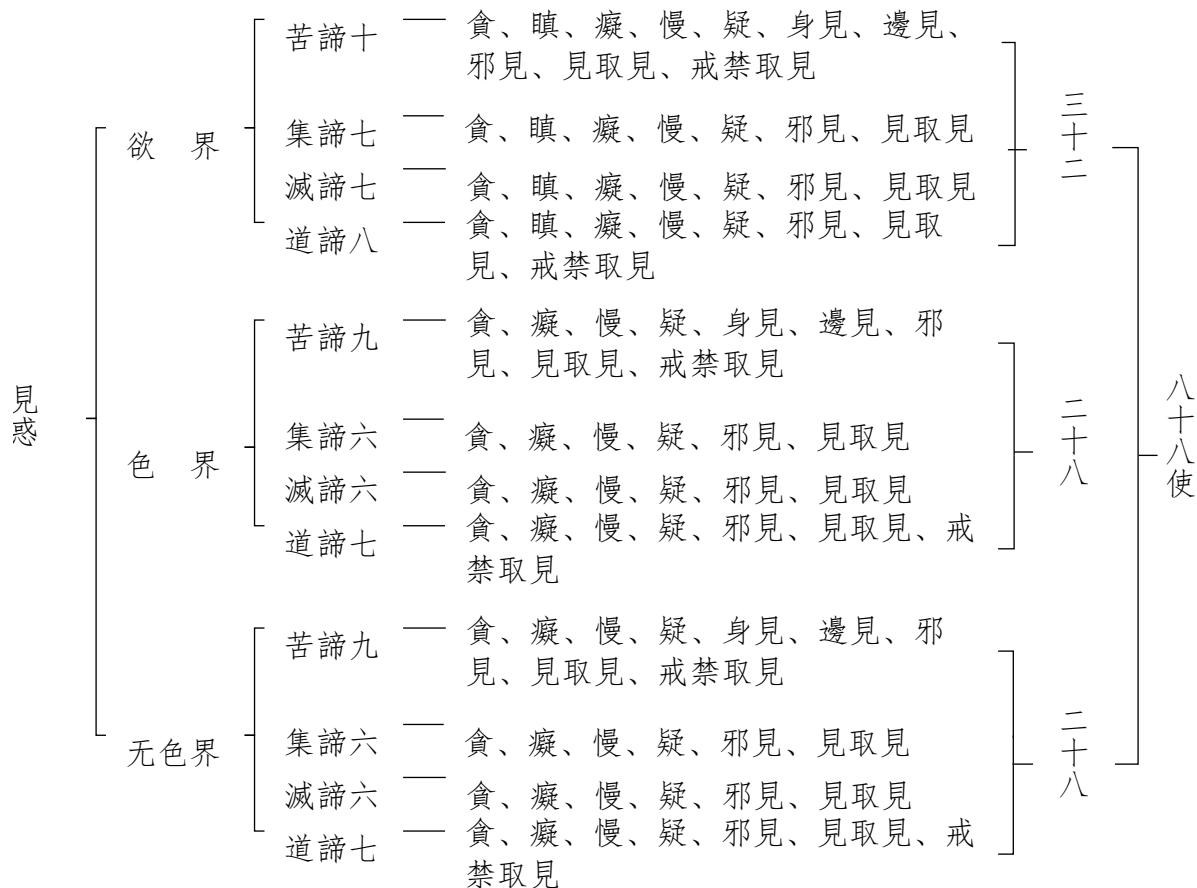 見惑
欲界
苦諦十
貪、瞋、癡、慢、疑、身見、邊見、
邪見、見取見、戒禁取見
集諦七
貪、瞋、癡、慢、疑、邪見、見取見
滅諦七
貪、瞋、癡、慢、疑、邪見、見取見
道諦八
貪、瞋、癡、慢、疑、邪見、見取
見、戒禁取見
三十二
色界
苦諦九
貪、癡、慢、疑、身見、邊見、邪
見、見取見、戒禁取見
集諦六
貪、癡、慢、疑、邪見、見取見
滅諦六
貪、癡、慢、疑、邪見、見取見
道諦七
貪、癡、慢、疑、邪見、見取見、戒
禁取見
二十八
无色界
苦諦九
貪、癡、慢、疑、身見、邊見、邪
見、見取見、戒禁取見
集諦六
貪、癡、慢、疑、邪見、見取見
滅諦六
貪、癡、慢、疑、邪見、見取見
道諦七
貪、癡、慢、疑、邪見、見取見、戒
禁取見
二十八
八十八使